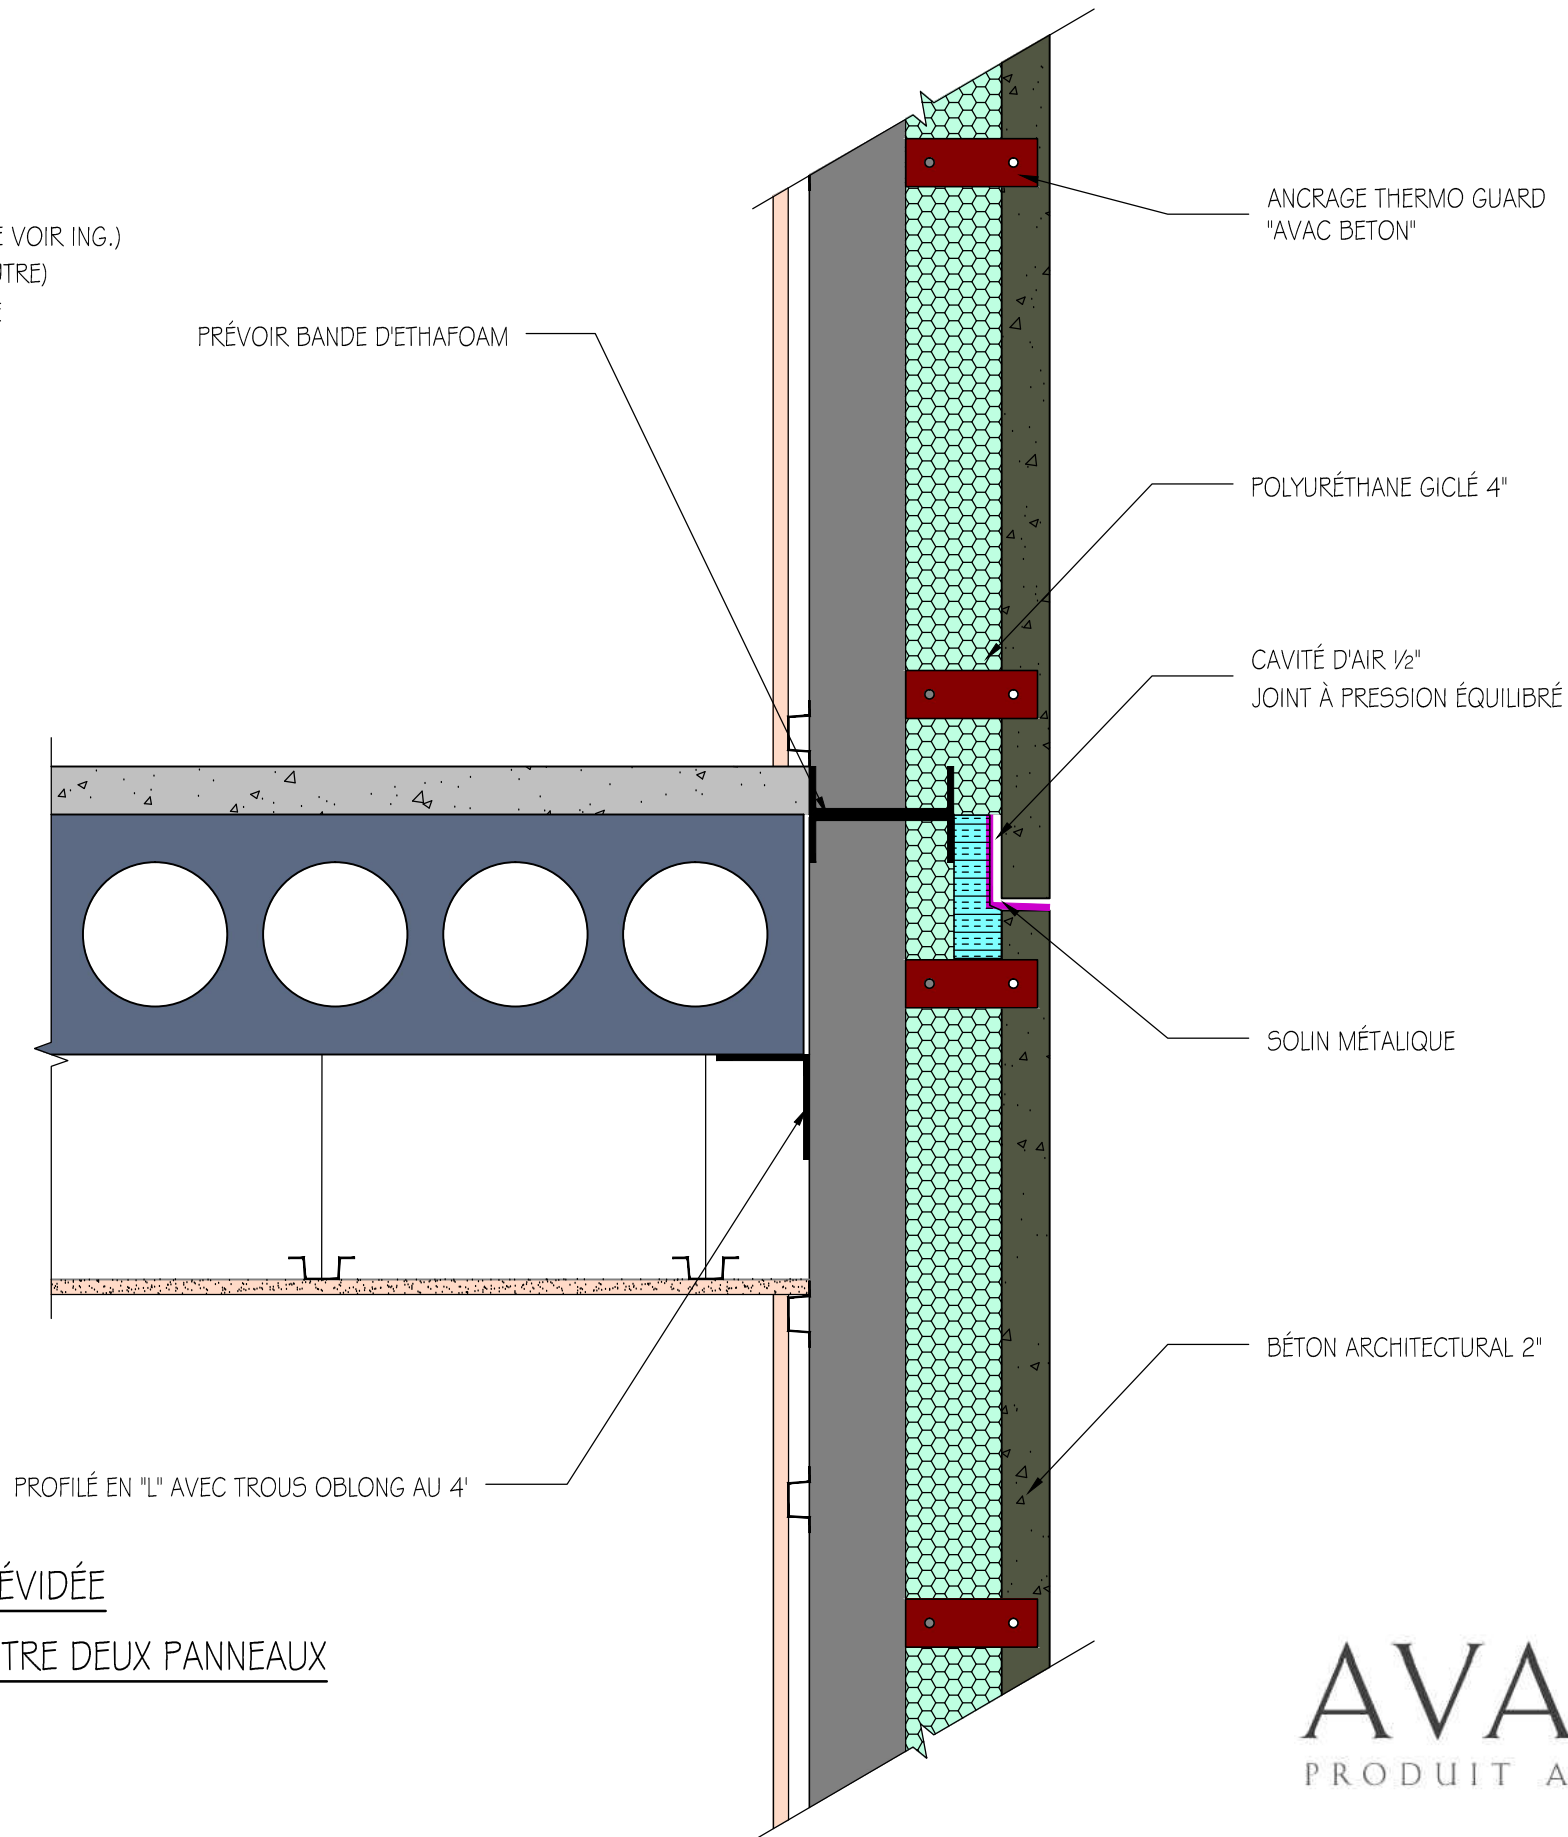 VOIR ING.)
PRÉVOIR BANDE D'ETHAFOAM
ANCRAGE THERMO GUARD
"AVAC BETON"
POLYURÉTHANE GICLÉ 4"
CAVITÉ D'AIR ½"
JOINT À PRESSION ÉQUILIBRÉ
SOLIN MÉTALIQUE
BÉTON ARCHITECTURAL 2"
PROFILÉ EN "L" AVEC TROUS OBLONG AU 4'
ÉVIDÉE
TRE DEUX PANNEAUX
AVA
PRODUIT A